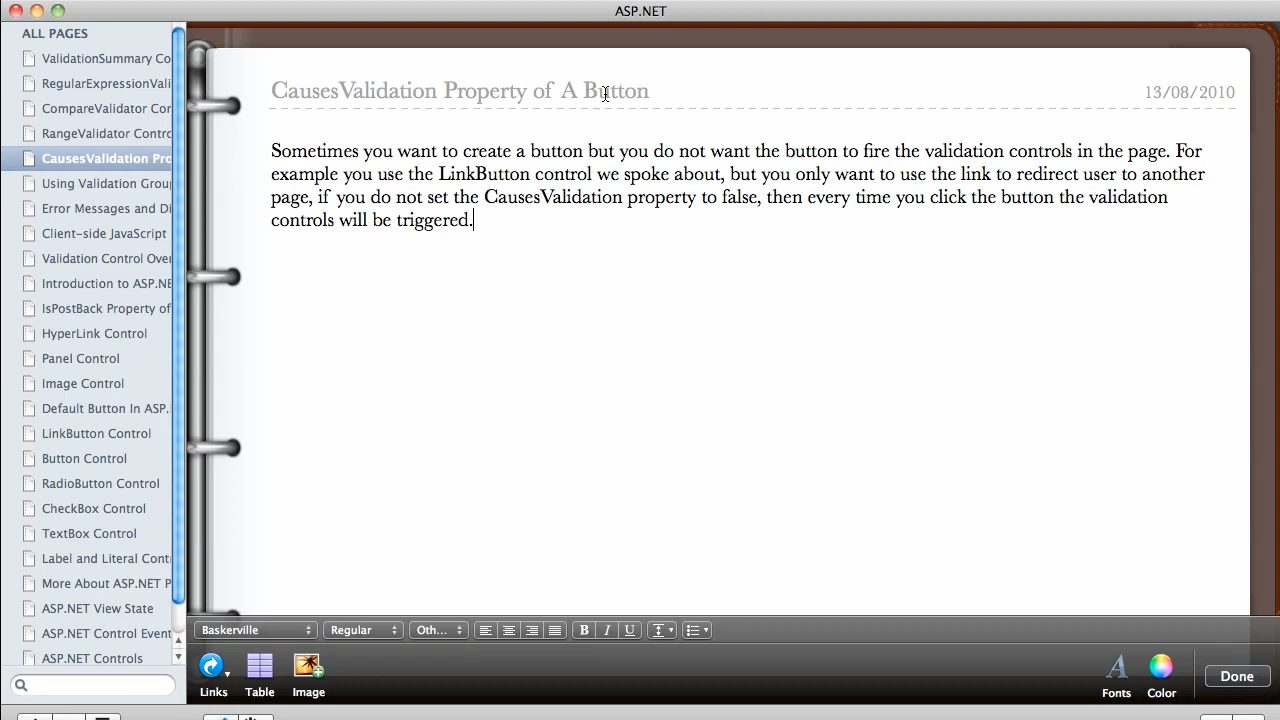 ASP.NET
ALL PAGES
ValidationSummary Co
RegularExpressionVali
CompareValidator Cor
RangeValidator Contro
CausesValidation Pro
Using Validation Group
Error Messages and Di
Client-side JavaScript
Validation Control Over
Introduction to ASP.NE
IsPostBack Property of
HyperLink Control
Panel Control
Image Control
Default Button In ASP.
LinkButton Control
Button Control
RadioButton Control
CheckBox Control
TextBox Control
Label and Literal Cont
More About ASP.NET P
ASP.NET View State
ASP.NET Control Event
ASP.NET Controls
CausesValidation Property of A Button
13/08/2010
Sometimes you want to create a button but you do not want the button to fire the validation controls in the page. For
example you use the LinkButton control we spoke about, but you only want to use the link to redirect user to another
page, if you do not set the CausesValidation property to false, then every time you click the button the validation
controls will be triggered.
Baskerville
Regular
Oth...
B I U
Links
Table
Image
Fonts
Color
Done